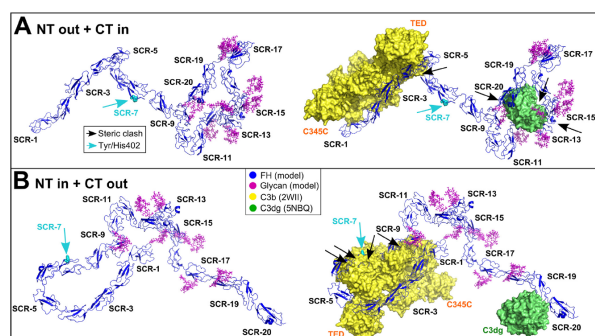 A NT out + CT in
SCR-5
SCR-3
SCR-7
SCR-1
SCR-9
SCR-11
SCR-19
SCR-20
SCR-17
SCR-15
SCR-13
Steric clash
Tyr/His402
TED
SCR-5
SCR-3
SCR-7
C345C
SCR-1
SCR-9
SCR-11
SCR-19
SCR-20
SCR-17
SCR-15
SCR-13
B NT in + CT out
FH (model)
Glycan (model)
C3b (2WII)
C3dg (5NBQ)
SCR-11
SCR-13
SCR-15
SCR-7
SCR-9
SCR-1
SCR-17
SCR-5
SCR-3
SCR-19
SCR-20
SCR-11
SCR-13
SCR-7
SCR-9
SCR-15
SCR-1
SCR-17
SCR-5
SCR-3
C345C
TED
SCR-19
C3dg
SCR-20